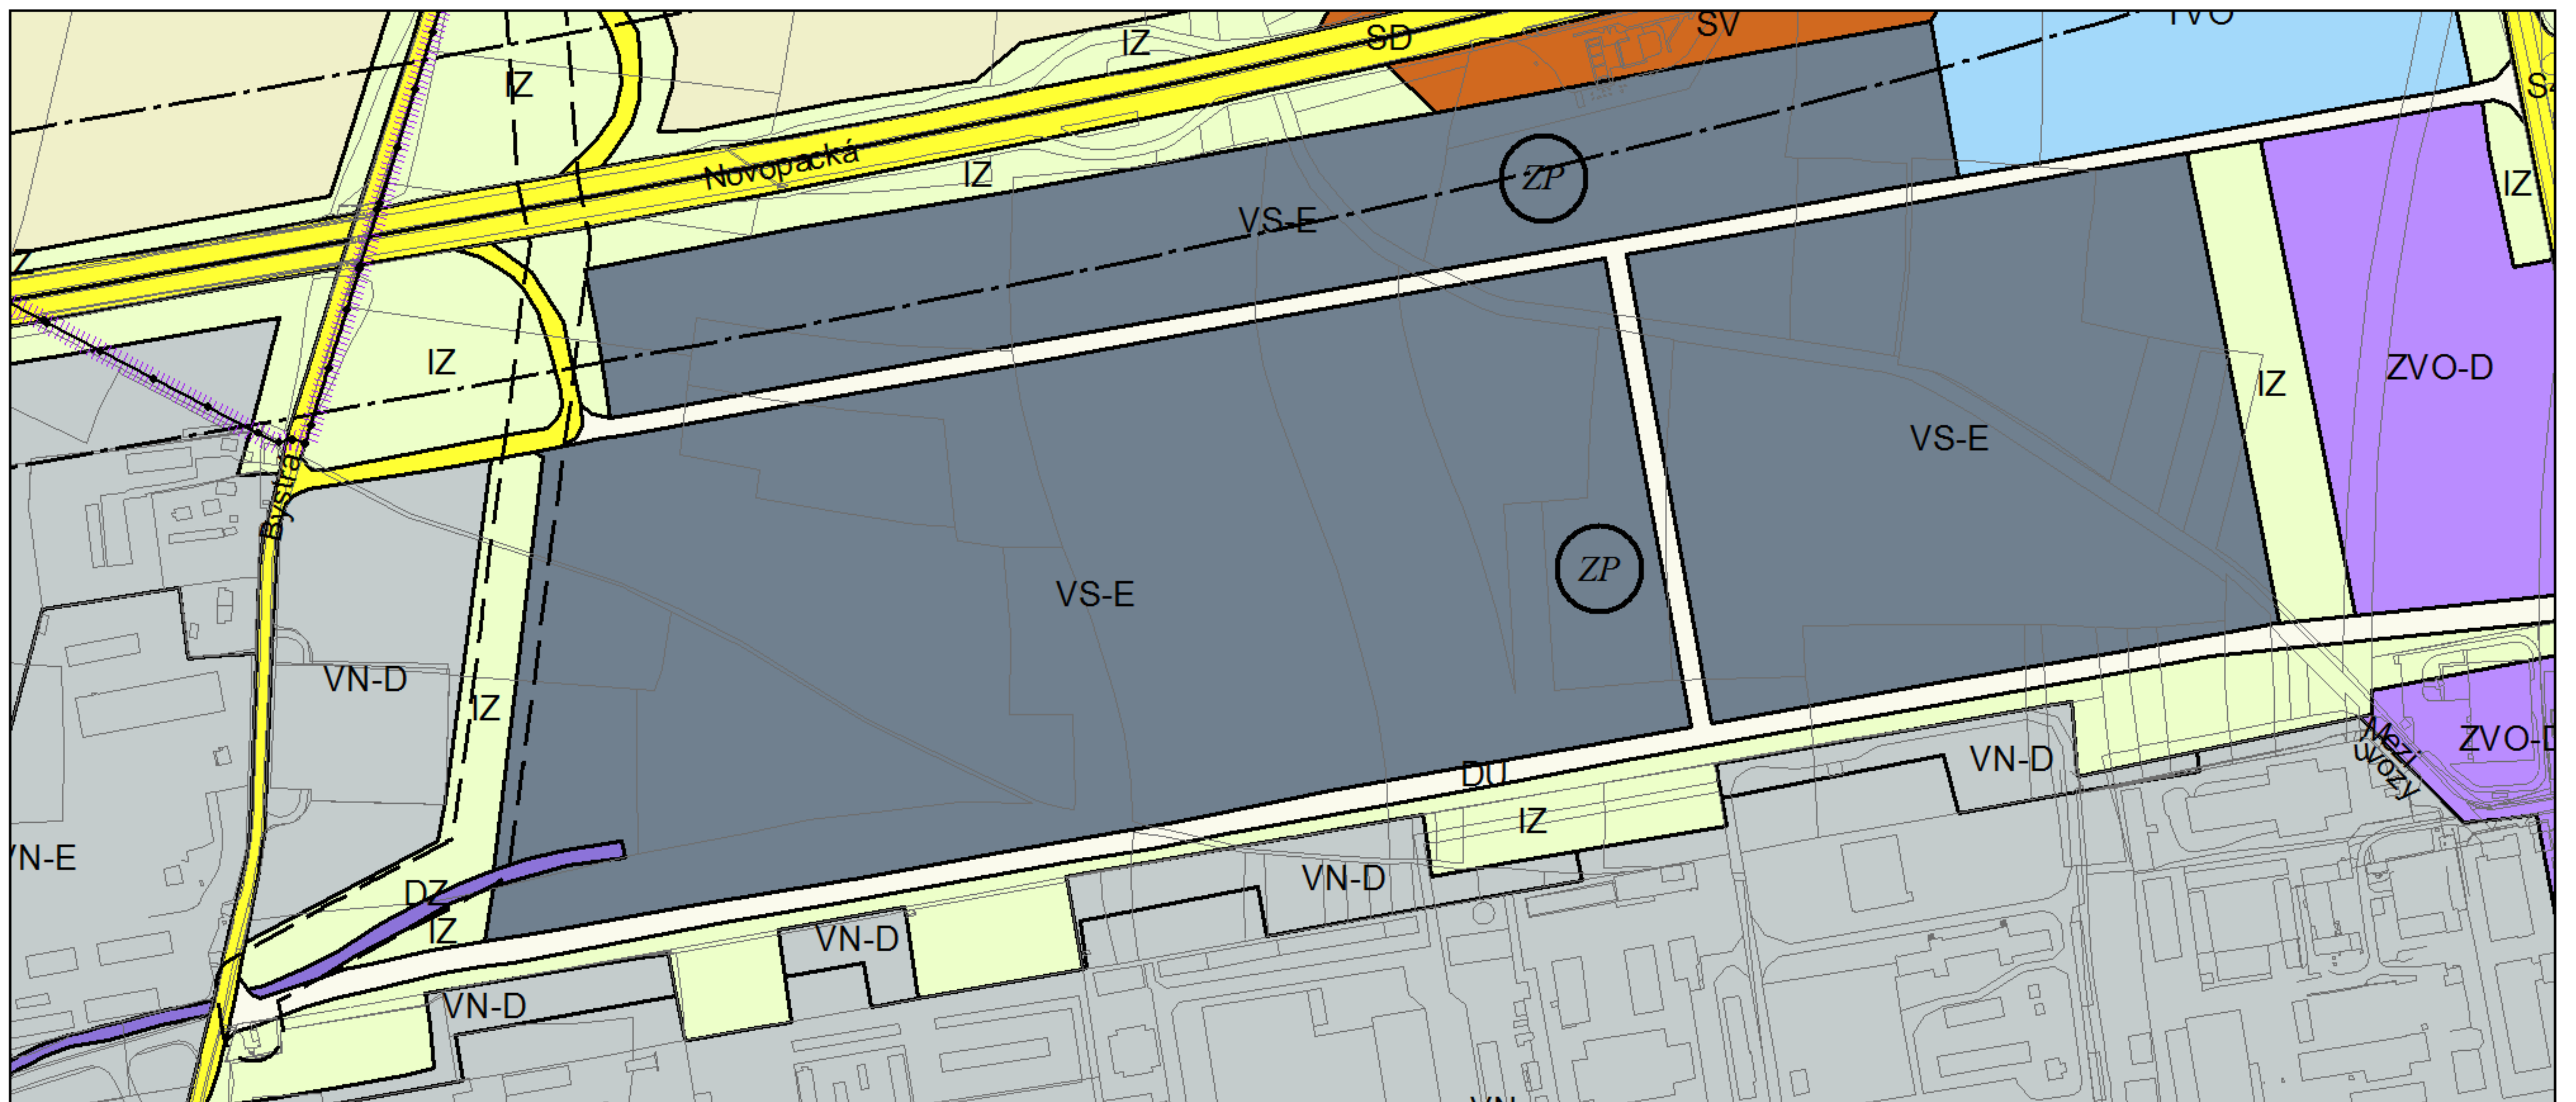 IZ
SD
SV
IZ
Novopacká
IZ
ZP
IZ
VS-E
IZ
ZVO-D
IZ
VS-E
Bystrá
ZP
VS-E
VN-D
IZ
Mezi
úvozy
ZVO-D
VN-D
DU
IZ
VN-E
VN-D
DZ
IZ
VN-D
VN-D